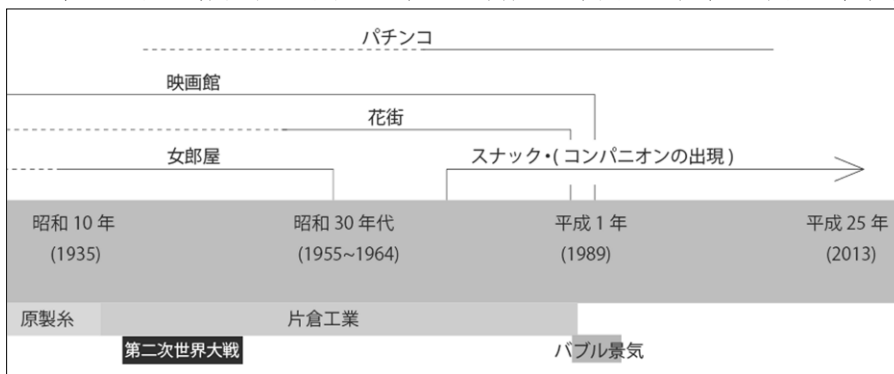 パチンコ
映画館
花街
女郎屋
スナック・( コンパニオンの出現 )
昭和 10 年
(1935)
昭和 30 年代
(1955~1964)
平成 1 年
(1989)
平成 25 年
(2013)
原製糸
片倉工業
第二次世界大戦
バブル景気